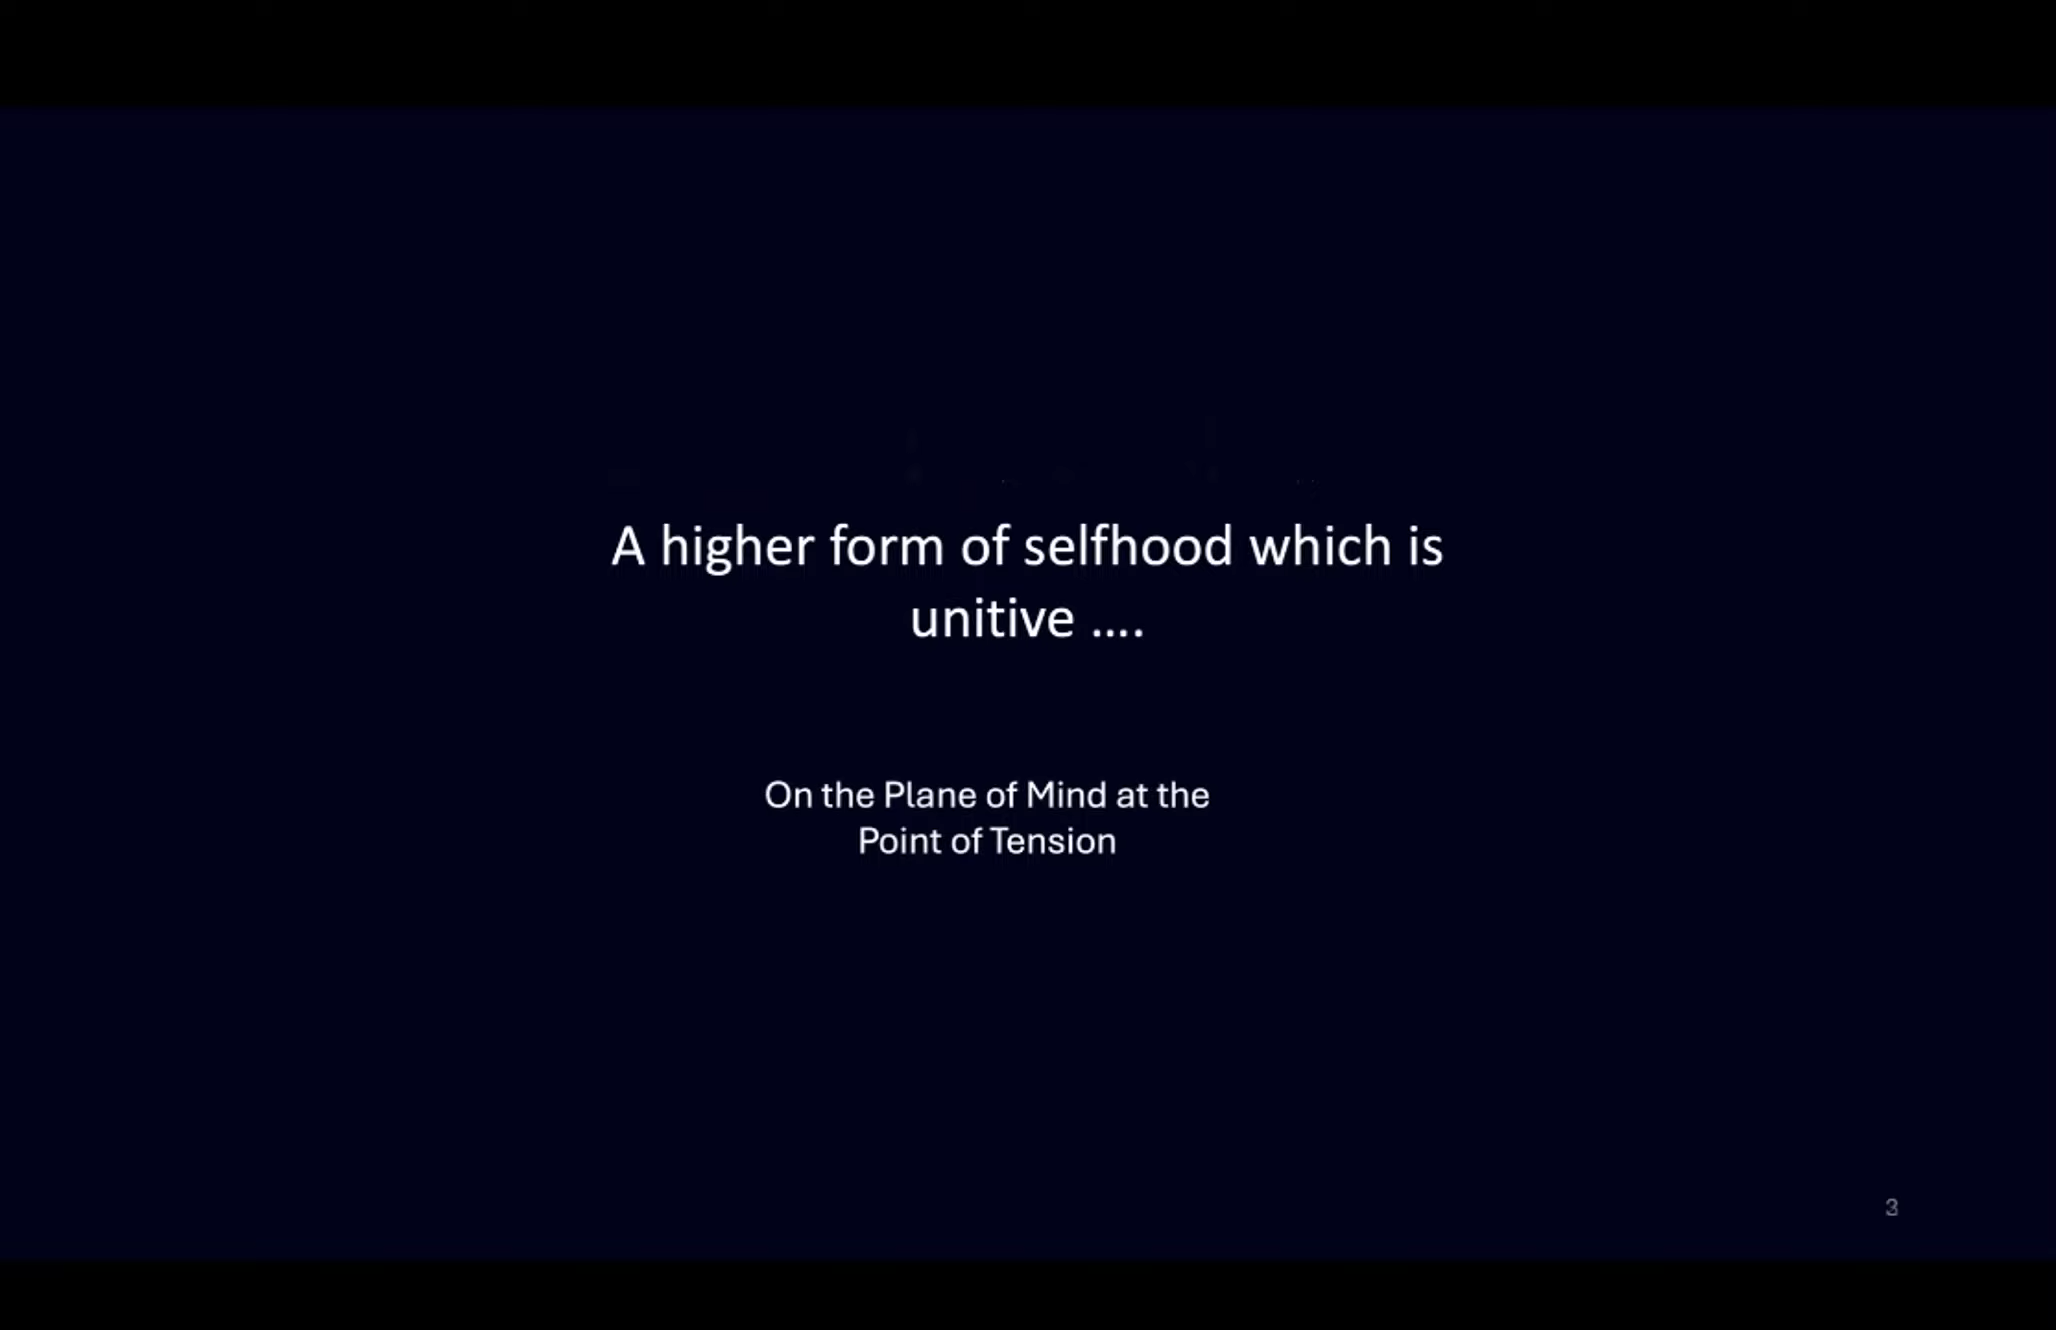 A higher form of selfhood which is
unitive ....
On the Plane of Mind at the
Point of Tension
3